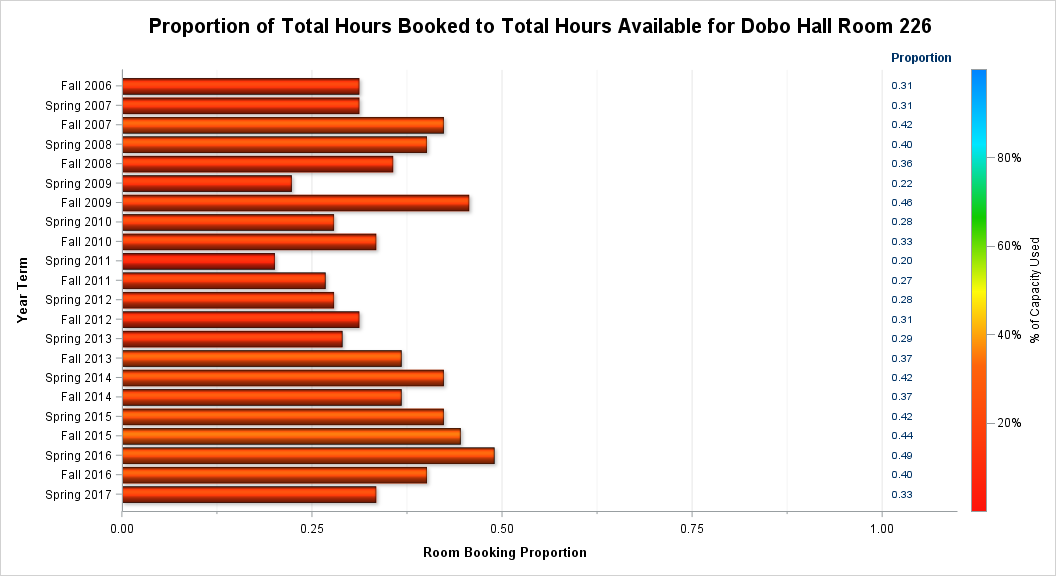 Proportion of Total Hours Booked to Total Hours Available for Dobo Hall Room 226
Proportion
Fall 2006 0.31
Spring 2007 0.31
Fall 2007 0.42
Spring 2008 0.40
80%
Fall 2008 0.36
Spring 2009 0.22
Fall 2009 0.46
Spring 2010 0.28
Fall 2010 0.33
60%
Spring 2011 0.20
Fall 2011 0.27
Year Term
% of Capacity Used
Spring 2012 0.28
Fall 2012 0.31
40%
Spring 2013 0.29
Fall 2013 0.37
Spring 2014 0.42
Fall 2014 0.37
Spring 2015 0.42
20%
Fall 2015 0.44
Spring 2016 0.49
Fall 2016 0.40
Spring 2017 0.33
0.00 0.25 0.50 0.75 1.00
Room Booking Proportion